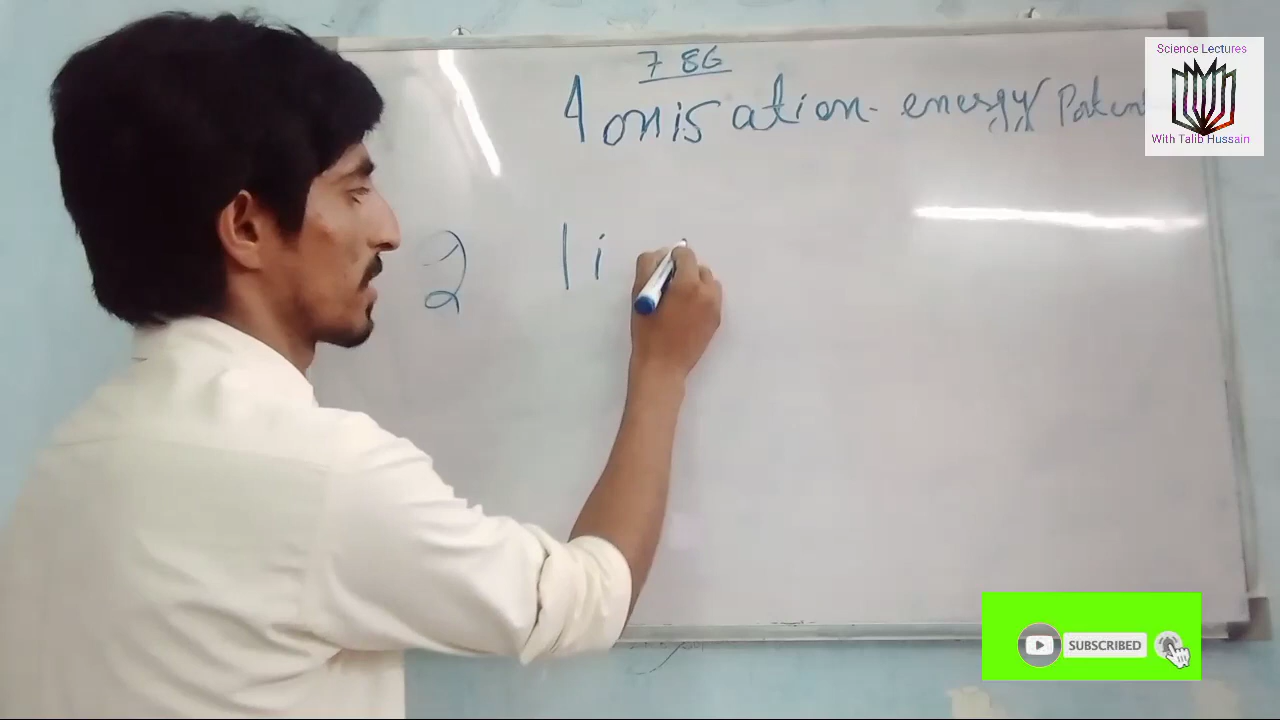 786
Ionisation- energy/ Potent
2 li
Science Lectures
With Talib Hussain
SUBSCRIBED